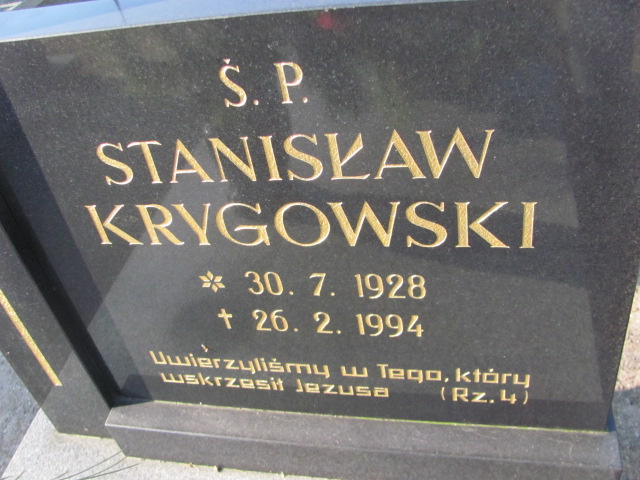 Ś. P.
STANISŁAW
KRYGOWSKI
* 30. 7. 1928
✝ 26. 2. 1994
Uwierzyliśmy w Tego, który
wskrzesił Jezusa (Rz. 4)